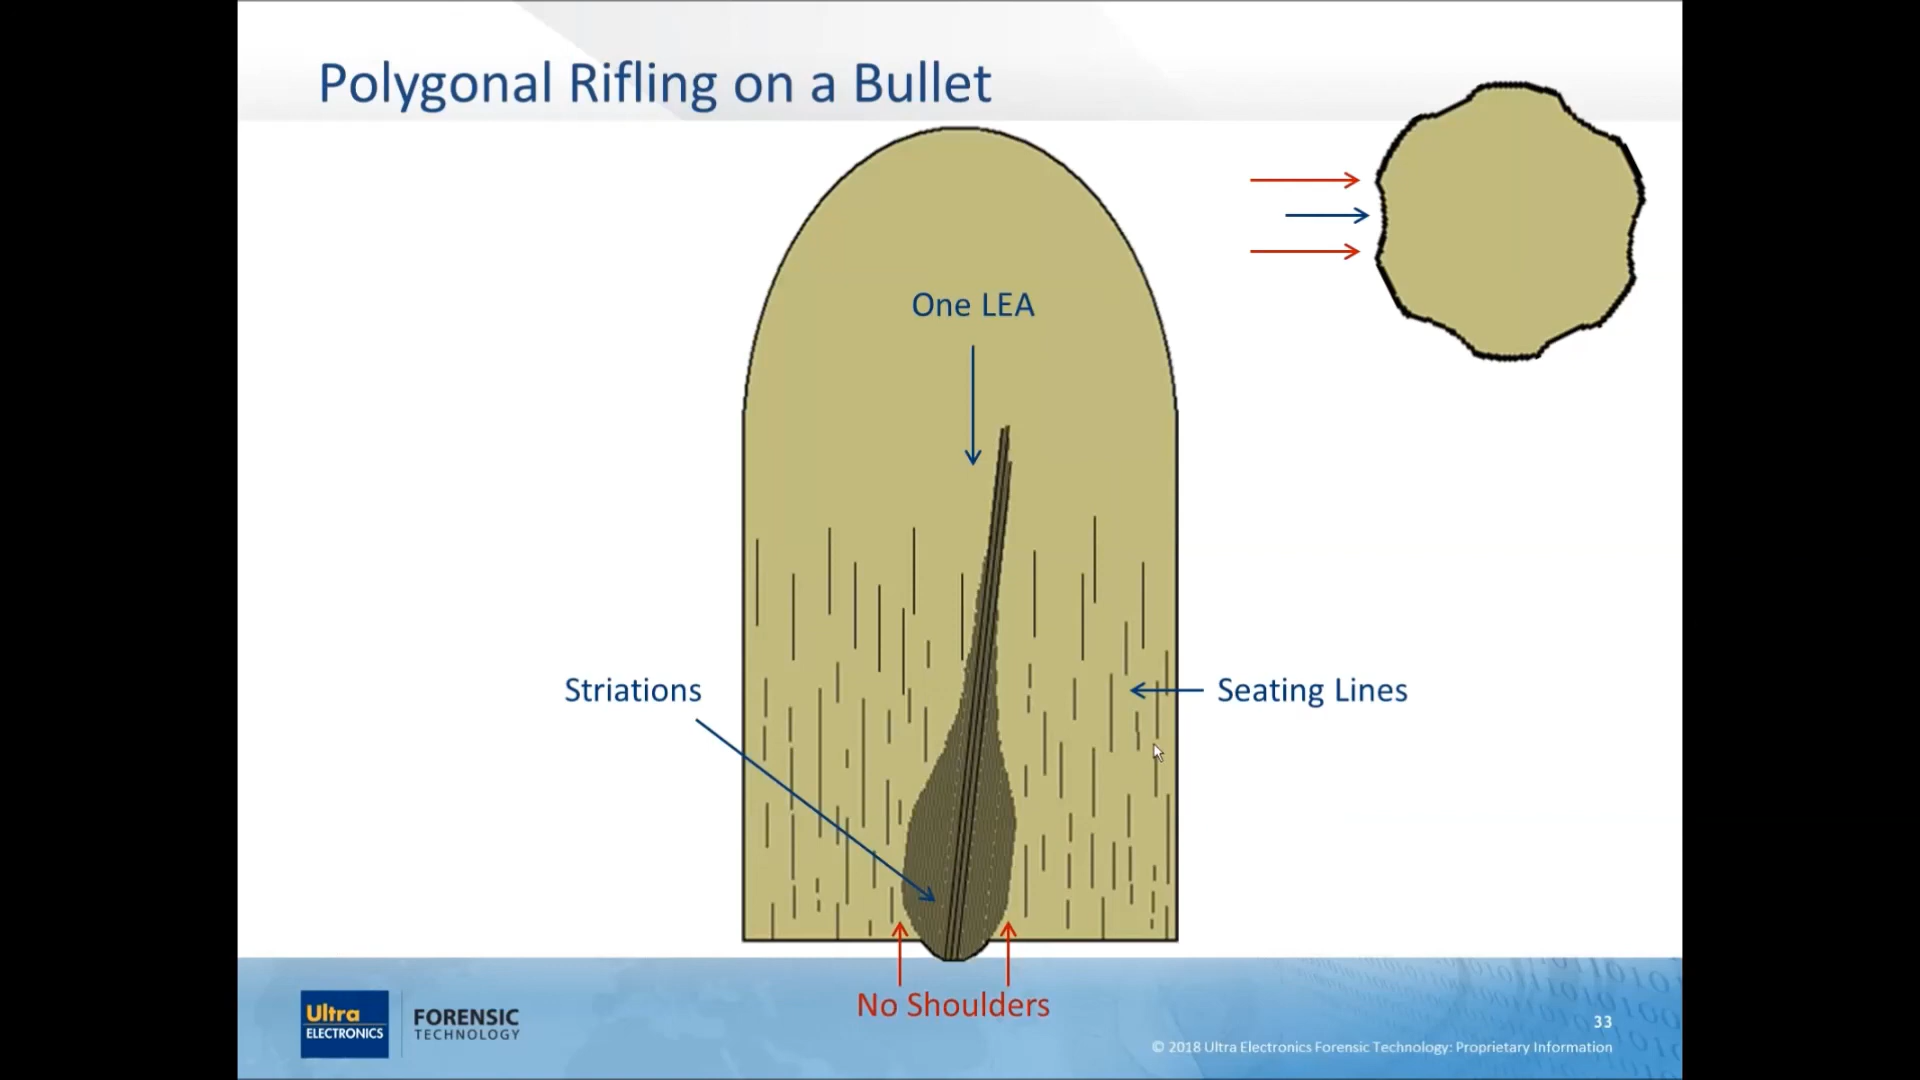 Polygonal Rifling on a Bullet
One LEA
Striations
Seating Lines
No Shoulders
Ultra
ELECTRONICS
FORENSIC
TECHNOLOGY
33
© 2018 Ultra Electronics Forensic Technology: Proprietary Information